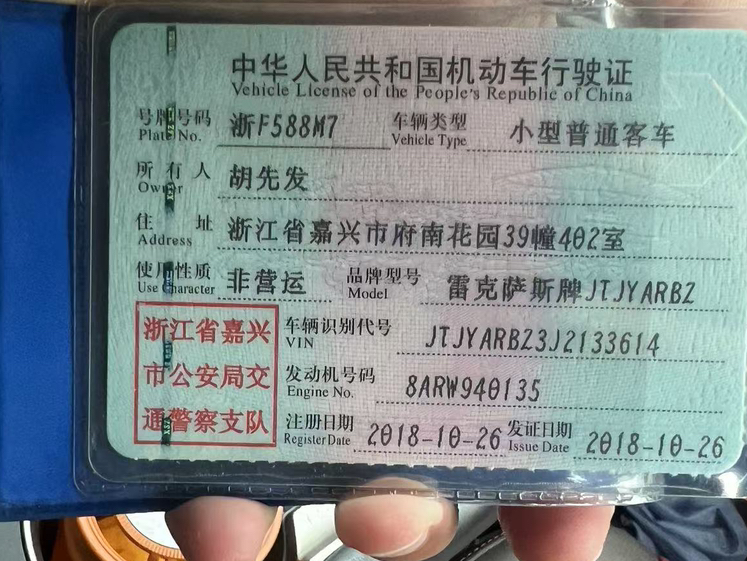 中华人民共和国机动车行驶证
Vehicle License of the People's Republic of China
号牌号码 浙F588M7 车辆类型 小型普通客车
Plate No. Vehicle Type
所有人 胡先发
Owner
住址 浙江省嘉兴市府南花园39幢402室
Address
使用性质 非营运 品牌型号 雷克萨斯牌JTJYARBZ
Use Character Model
浙江省嘉兴
市公安局交
通警察支队
车辆识别代号 JTJYARBZ3J2133614
VIN
发动机号码 8ARW940135
Engine No.
注册日期 2018-10-26 发证日期 2018-10-26
Register Date Issue Date